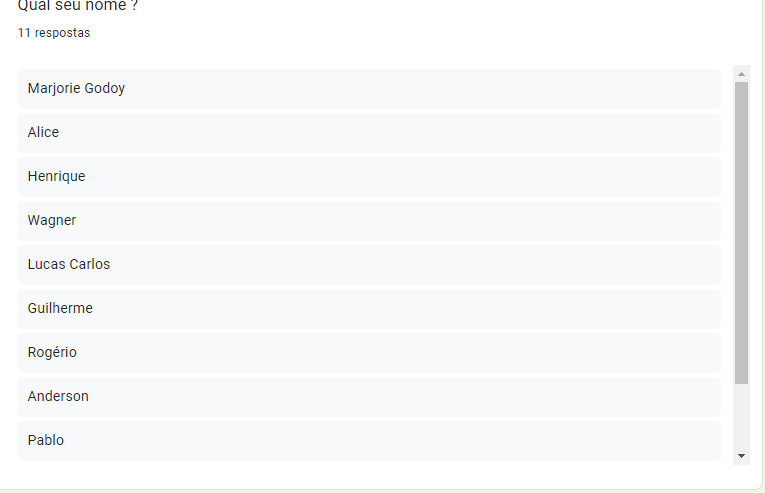 Qual seu nome ?
11 respostas
Marjorie Godoy
Alice
Henrique
Wagner
Lucas Carlos
Guilherme
Rogério
Anderson
Pablo